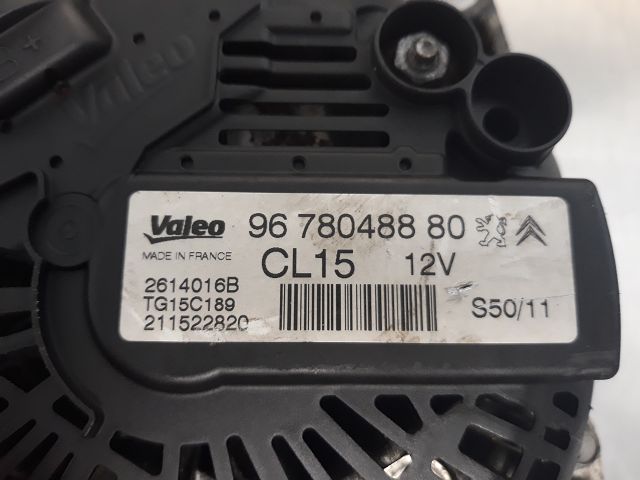 +
Valeo
Valeo 96 780488 80
MADE IN FRANCE CL15 12V
2614016B
TG15C189
211522820 S50/11